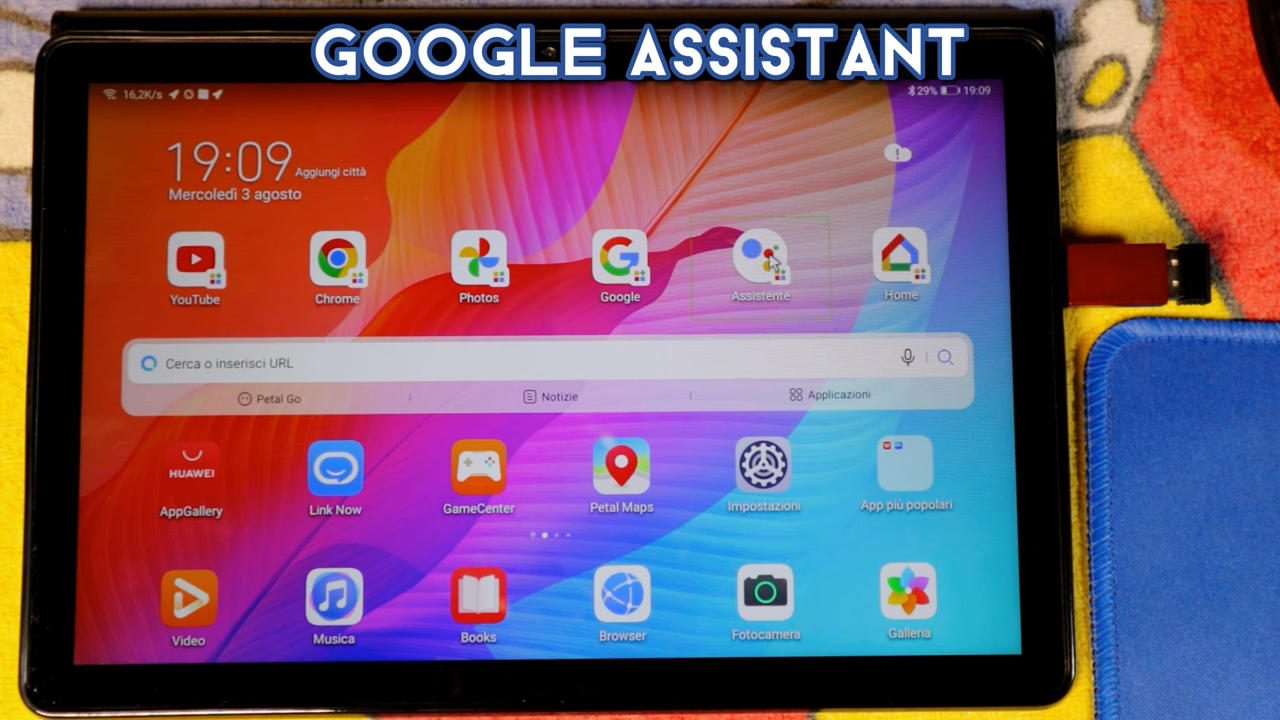 GOOGLE ASSISTANT
16,2K/s
29% 19:09
19:09 Aggiungi città
Mercoledì 3 agosto
YouTube Chrome Photos Google Assistente Home
Cerca o inserisci URL
Petal Go Notizie Applicazioni
HUAWEI
AppGallery Link Now GameCenter Petal Maps Impostazioni App più popolari
Video Musica Books Browser Fotocamera Galleria